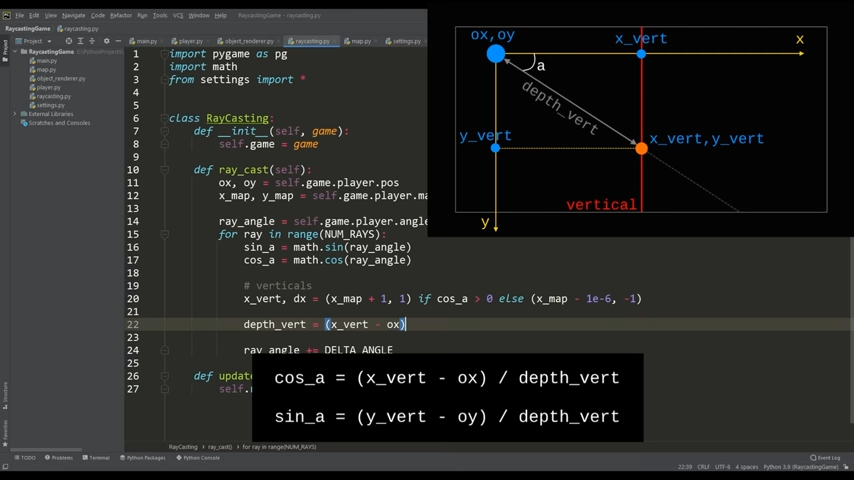 File Edit View Navigate Code Refactor Run Tools VCS Window Help RaycastingGame - raycasting.py
RaycastingGame raycasting.py
Project
main.py player.py object_renderer.py raycasting.py map.py settings.py
RaycastingGame
main.py
map.py
object_renderer.py
player.py
raycasting.py
settings.py
External Libraries
Scratches and Consoles
1 import pygame as pg
2 import math
3 from settings import *
4
5
6 class RayCasting:
7 def __init__(self, game):
8 self.game = game
9
10 def ray_cast(self):
11 ox, oy = self.game.player.pos
12 x_map, y_map = self.game.player.ma
13
14 ray_angle = self.game.player.angle
15 for ray in range(NUM_RAYS):
16 sin_a = math.sin(ray_angle)
17 cos_a = math.cos(ray_angle)
18
19 # verticals
20 x_vert, dx = (x_map + 1, 1) if cos_a > 0 else (x_map - 1e-6, -1)
21
22 depth_vert = (x_vert - ox)
24 ray_angle += DELTA_ANGLE
26 def update
27 self.
ox,oy
x_vert
x
a
depth_vert
y_vert
x_vert,y_vert
vertical
y
cos_a = (x_vert - ox) / depth_vert
sin_a = (y_vert - oy) / depth_vert
RayCasting ray_cast() for ray in range(NUM_RAYS)
TODO Problems Terminal Python Packages Python Console Event Log
22:39 CRLF UTF-8 4 spaces Python 3.9 (RaycastingGame)
Structure
Favorites